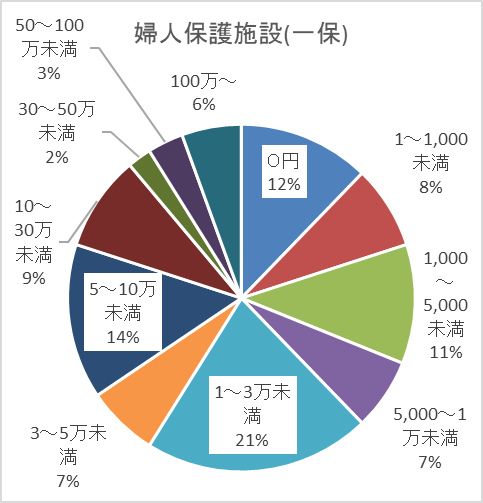 婦人保護施設(一保)
〇円
12%
1～1,000
未満
8%
1,000
～
5,000
未満
11%
5,000～1
万未満
7%
1～3万未
満
21%
3～5万未
満
7%
5～10万
未満
14%
10～
30万
未満
9%
30～50万
未満
2%
50～100
万未満
3%
100万～
6%